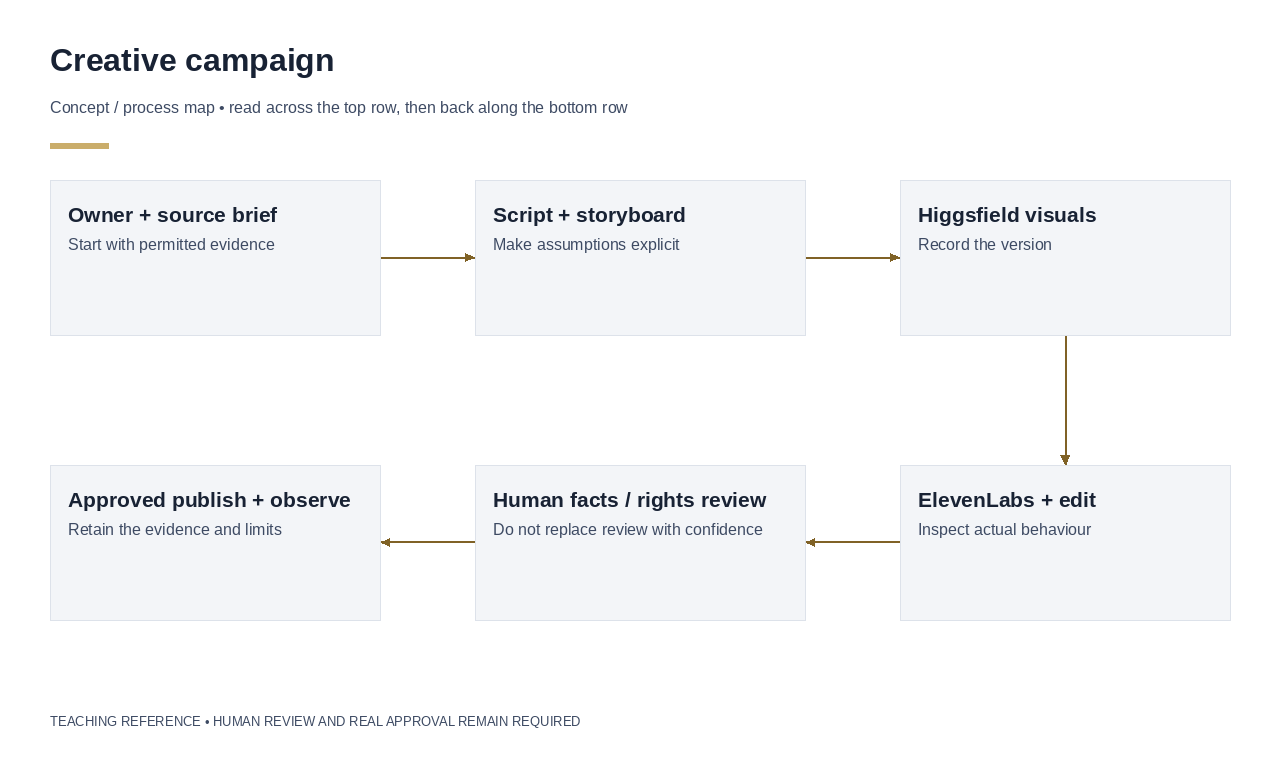 Creative campaign
Concept / process map • read across the top row, then back along the bottom row
Owner + source brief
Start with permitted evidence
Script + storyboard
Make assumptions explicit
Higgsfield visuals
Record the version
ElevenLabs + edit
Inspect actual behaviour
Human facts / rights review
Do not replace review with confidence
Approved publish + observe
Retain the evidence and limits
TEACHING REFERENCE • HUMAN REVIEW AND REAL APPROVAL REMAIN REQUIRED